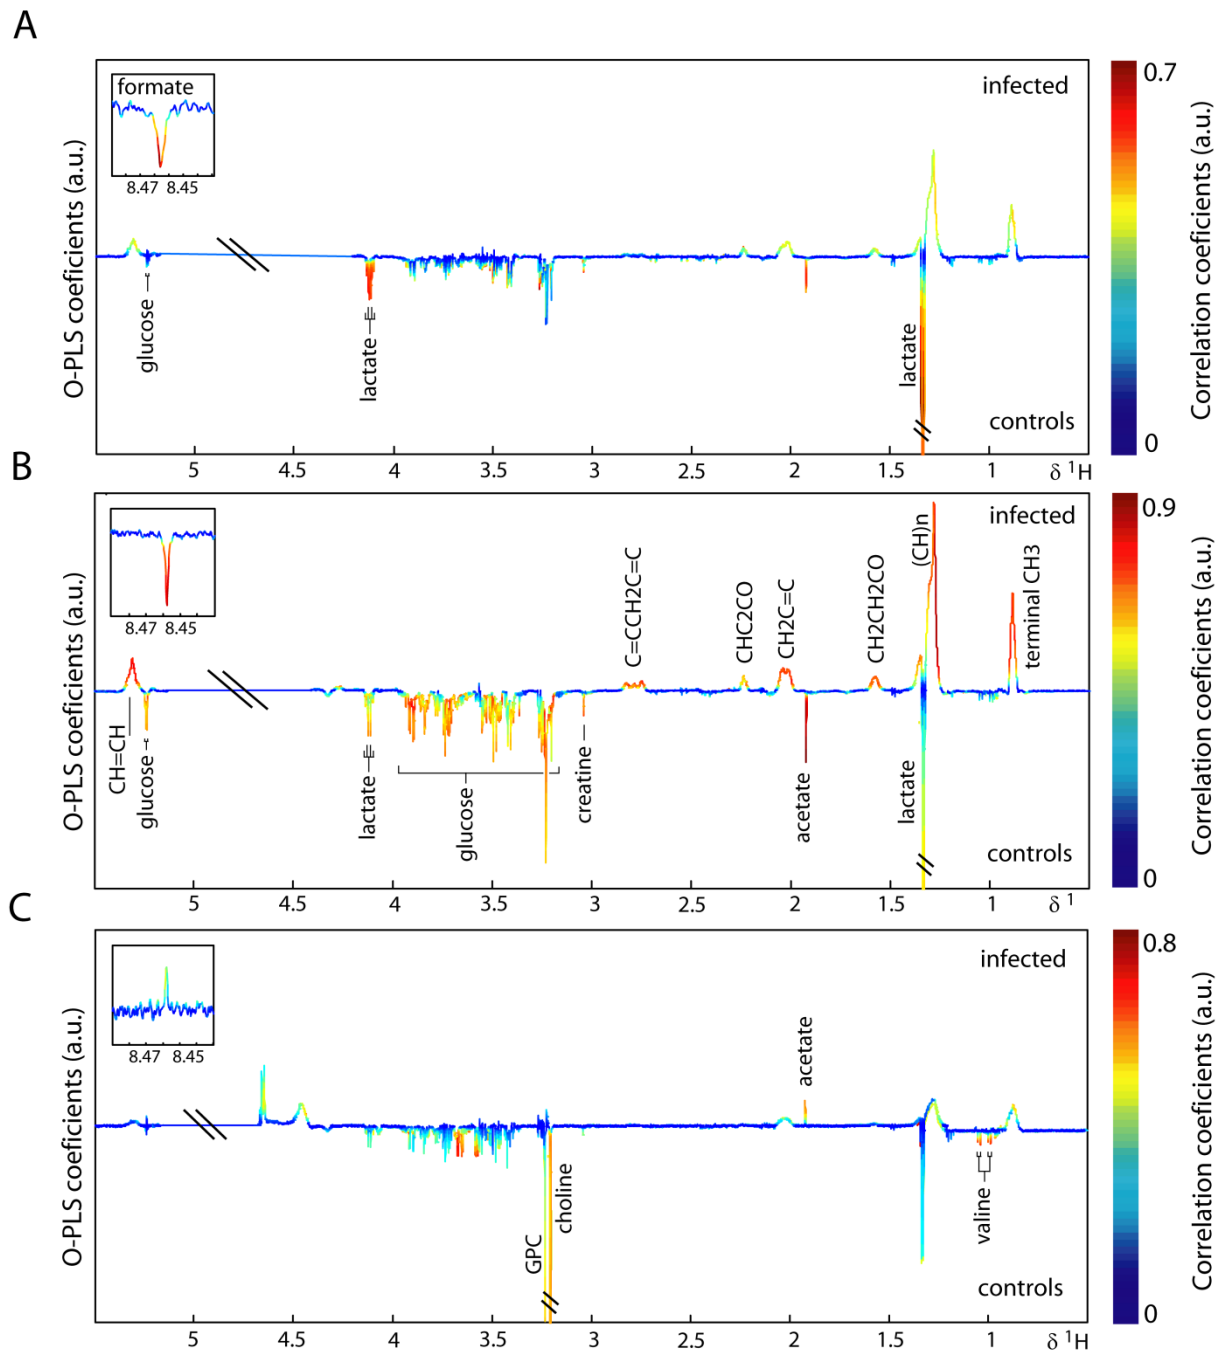 A
formate
8.47 8.45
infected
0.7
O-PLS coeficients (a.u.)
glucose
lactate
lactate
controls
0
Correlation coeficients (a.u.)
5 4.5 4 3.5 3 2.5 2 1.5 1 δ ¹H
B
8.47 8.45
infected
0.9
O-PLS coeficients (a.u.)
CH=CH
glucose
lactate
glucose
creatine
C=CCH2C=C
CHC2CO
CH2C=C
acetate
CH2CH2CO
lactate
(CH)n
terminal CH3
controls
0
Correlation coeficients (a.u.)
5 4.5 4 3.5 3 2.5 2 1.5 1 δ ¹
C
8.47 8.45
infected
0.8
O-PLS coeficients (a.u.)
GPC
choline
acetate
valine
controls
0
Correlation coeficients (a.u.)
5 4.5 4 3.5 3 2.5 2 1.5 1 δ ¹H